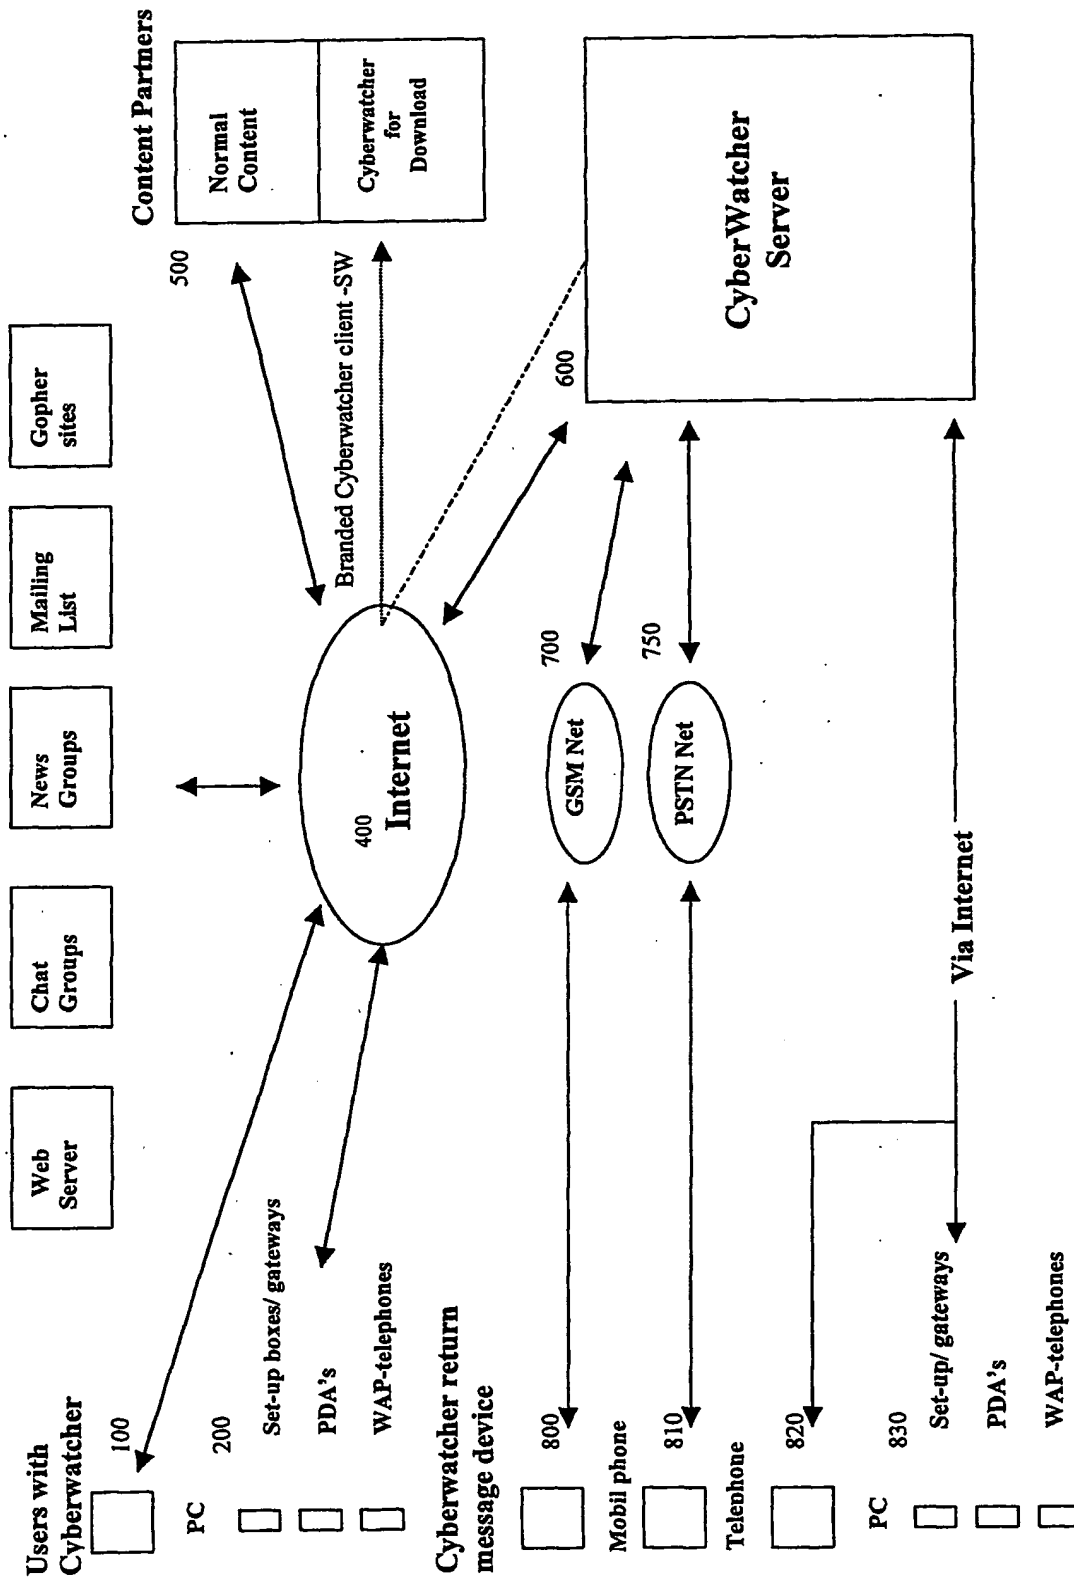 Users with
Cyberwatcher
100
PC
200
Set-up boxes/ gateways
PDA's
WAP-telephones
Cyberwatcher return
message device
800
Mobil phone
810
Telephone
820
PC
830
Set-up/ gateways
PDA's
WAP-telephones
Web
Server
Chat
Groups
News
Groups
Mailing
List
Gopher
sites
400
Internet
700
GSM Net
750
PSTN Net
Via Internet
Branded Cyberwatcher client -SW
Content Partners
500
Normal
Content
Cyberwatcher
for
Download
600
CyberWatcher
Server